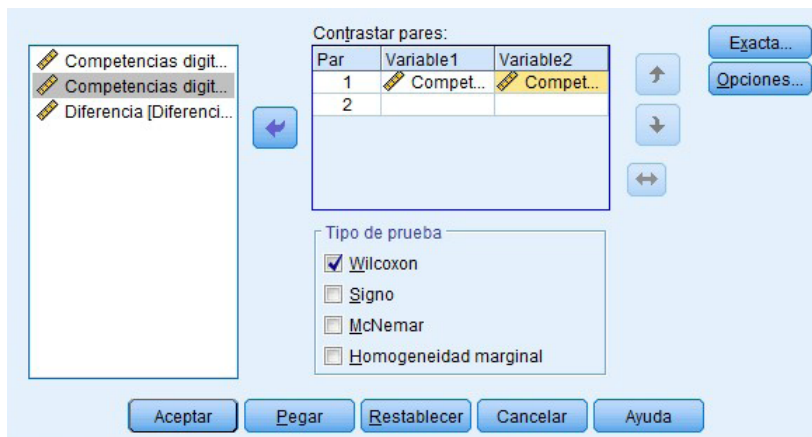 Competencias digit...
Competencias digit...
Diferencia [Diferenci...
Contrastar pares:
Par Variable1 Variable2
1 Compet... Compet...
2
Exacta...
Opciones...
Tipo de prueba
Wilcoxon
Signo
McNemar
Homogeneidad marginal
Aceptar Pegar Restablecer Cancelar Ayuda